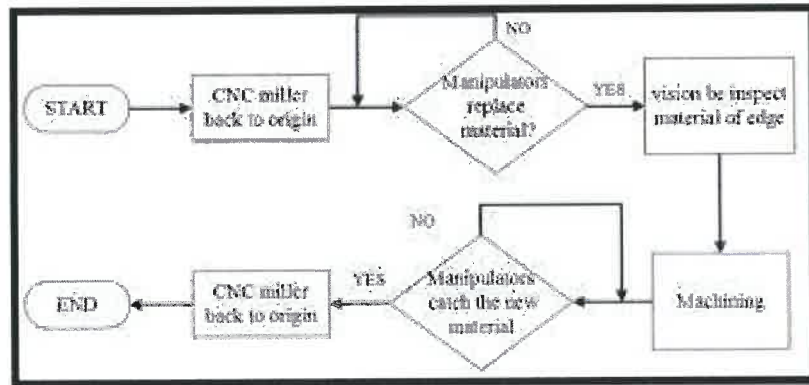 NO
START
CNC miller
back to origin
Manipulators
replace
material?
YES
vision be inspect
material of edge
NO
END
CNC miller
back to origin
YES
Manipulators
catch the new
material
Machining